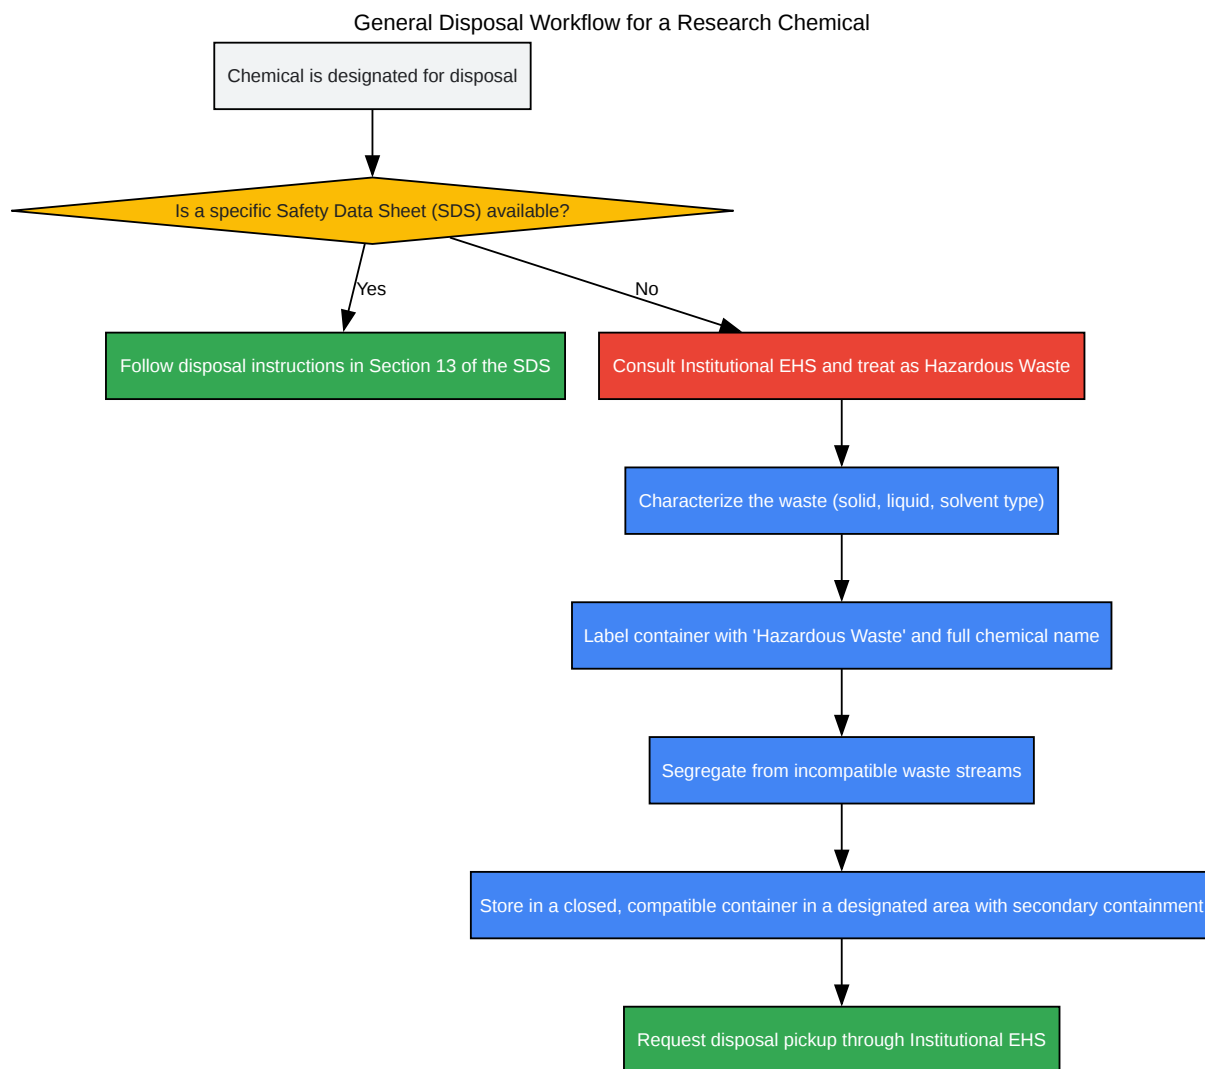 General Disposal Workflow for a Research Chemical
Chemical is designated for disposal
Is a specific Safety Data Sheet (SDS) available?
Yes
No
Follow disposal instructions in Section 13 of the SDS
Consult Institutional EHS and treat as Hazardous Waste
Characterize the waste (solid, liquid, solvent type)
Label container with 'Hazardous Waste' and full chemical name
Segregate from incompatible waste streams
Store in a closed, compatible container in a designated area with secondary containment
Request disposal pickup through Institutional EHS